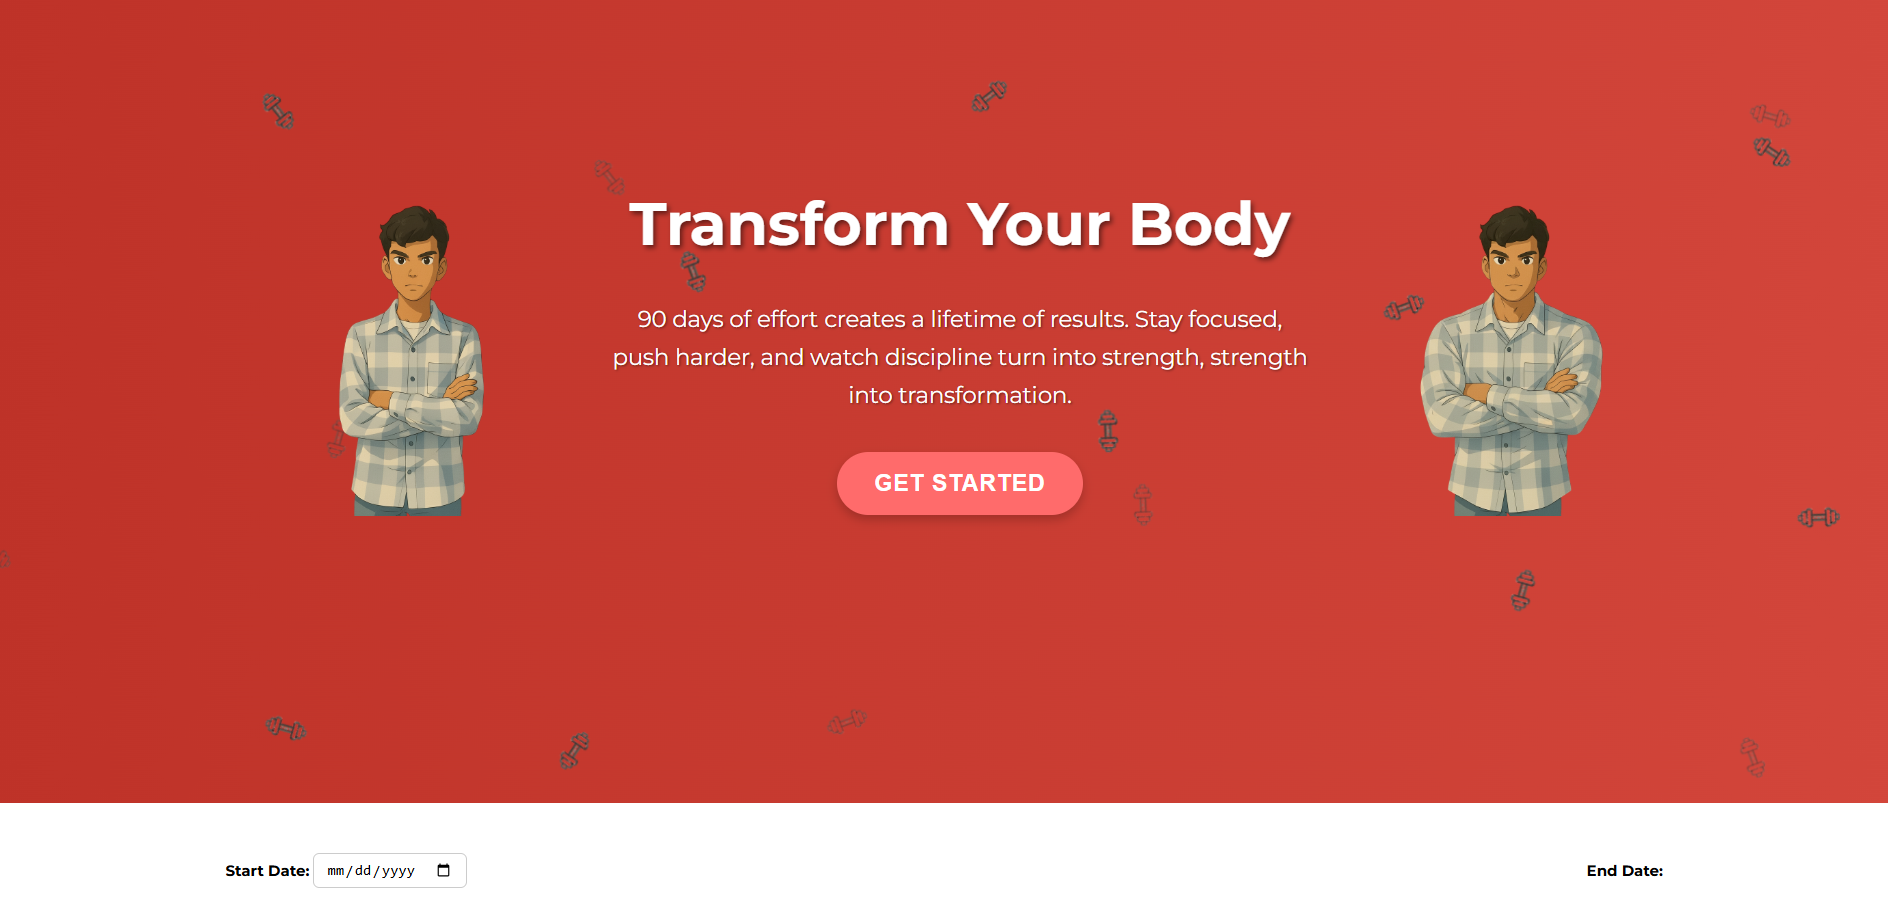 Transform Your Body
90 days of effort creates a lifetime of results. Stay focused,
push harder, and watch discipline turn into strength, strength
into transformation.
GET STARTED
Start Date: mm/dd/yyyy
End Date: